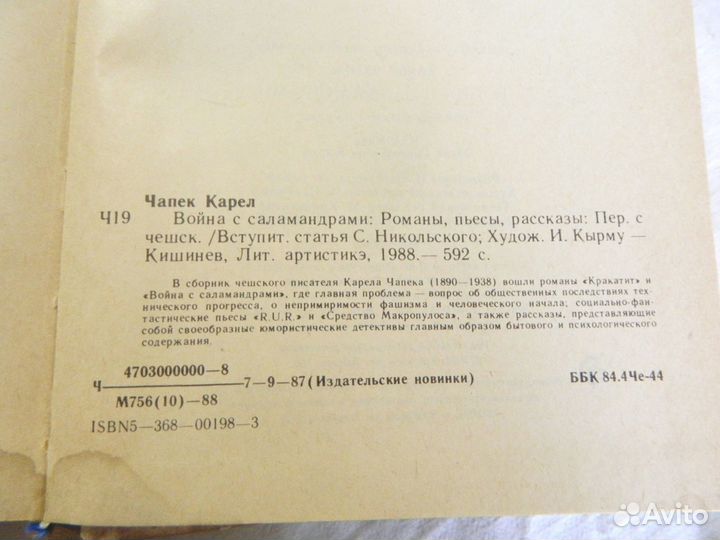 Чапек Карел
Ч19 Война с саламандрами: Романы, пьесы, рассказы: Пер. с
чешск. /Вступит. статья С. Никольского; Худож. И. Кырму —
Кишинев, Лит. артистикэ, 1988.— 592 с.
В сборник чешского писателя Карела Чапека (1890—1938) вошли романы «Кракатит» и
«Война с саламандрами», где главная проблема — вопрос об общественных последствиях тех-
нического прогресса, о непримиримости фашизма и человеческого начала; социально-фан-
тастические пьесы «R.U.R.» и «Средство Макропулоса», а также рассказы, представляющие
собой своеобразные юмористические детективы главным образом бытового и психологического
содержания.
4703000000—8
Ч 7—9—87 (Издательские новинки) ББК 84.4Че-44
М756(10)—88
ISBN5—368—00198—3
Avito